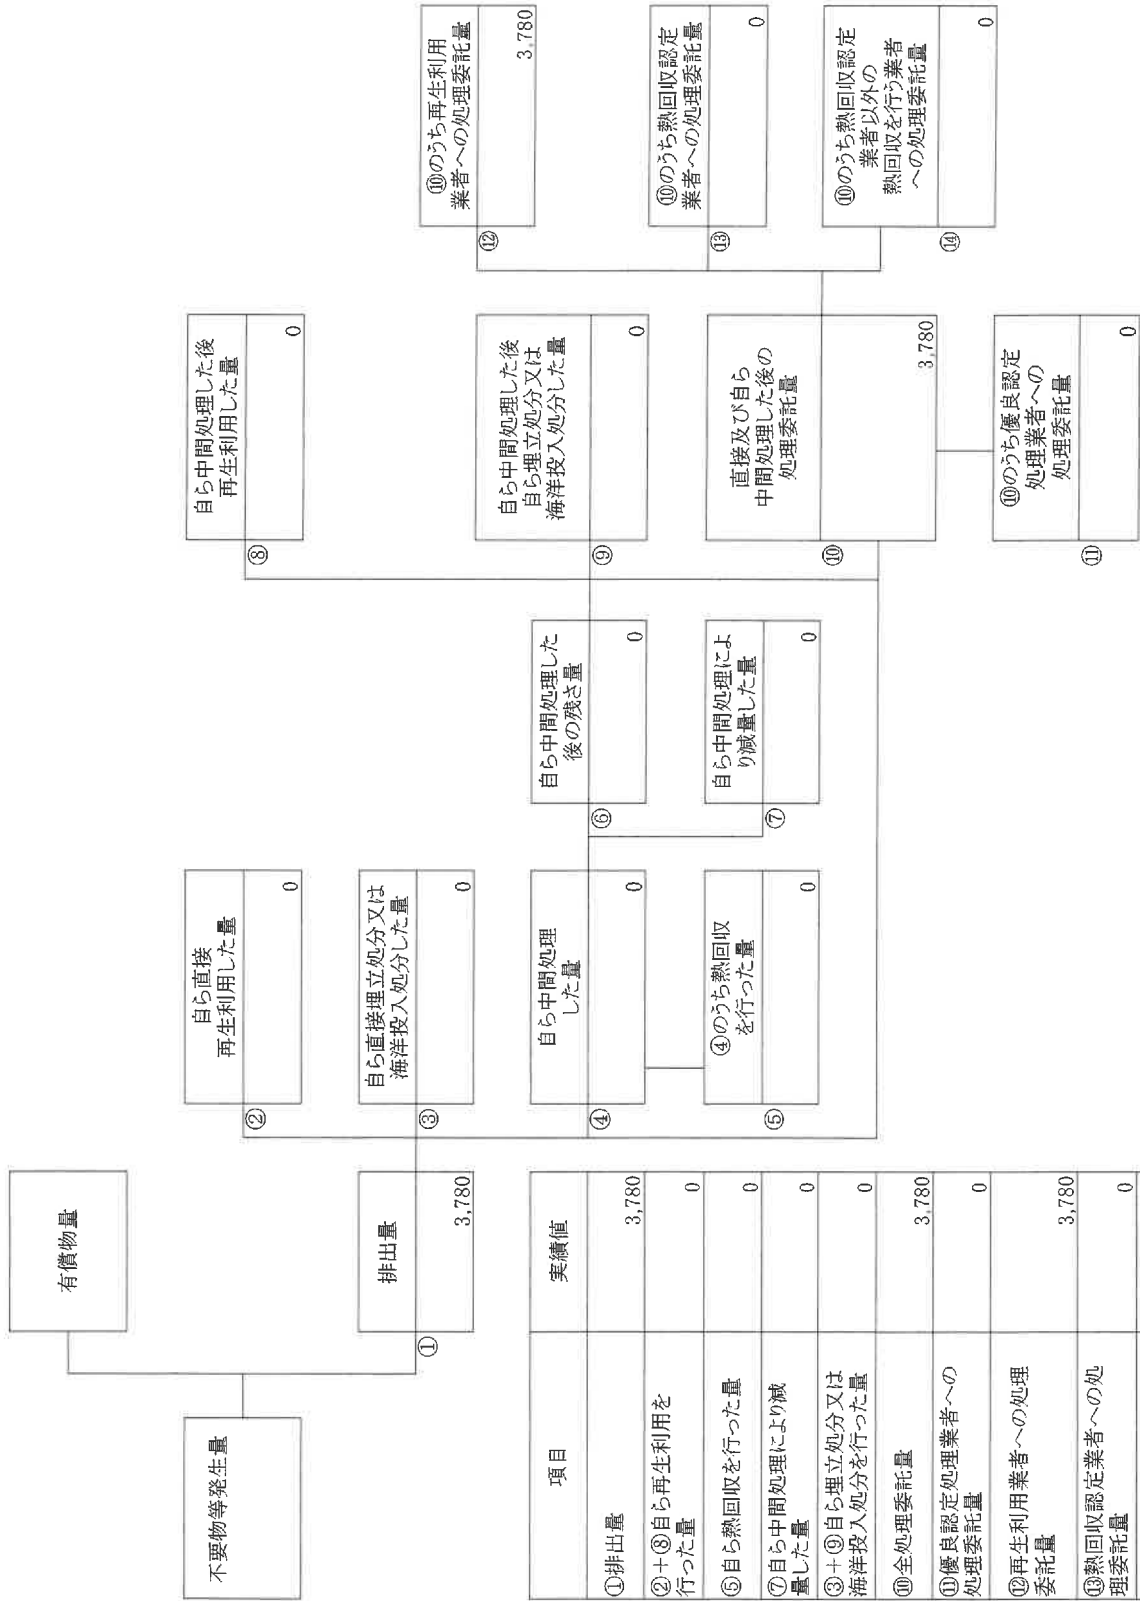 不要物等発生量
有償物量
①
排出量
3,780
②
自ら直接
再生利用した量
0
③
自ら直接埋立処分又は
海洋投入処分した量
0
④
自ら中間処理
した量
0
⑤
④のうち熱回収
を行った量
0
⑥
自ら中間処理した
後の残さ量
0
⑦
自ら中間処理によ
り減量した量
0
⑧
自ら中間処理した後
再生利用した量
0
⑨
自ら中間処理した後
自ら埋立処分又は
海洋投入処分した量
0
⑩
直接及び自ら
中間処理した後の
処理委託量
3,780
⑪
⑩のうち優良認定
処理業者への
処理委託量
0
⑫
⑩のうち再生利用
業者への処理委託量
3,780
⑬
⑩のうち熱回収認定
業者への処理委託量
0
⑭
⑩のうち熱回収認定
業者以外の
熱回収を行う業者
への処理委託量
0
項目 実績値
①排出量 3,780
②+⑧自ら再生利用を
行った量 0
⑤自ら熱回収を行った量 0
⑦自ら中間処理により減
量した量 0
③+⑨自ら埋立処分又は
海洋投入処分を行った量 0
⑩全処理委託量 3,780
⑪優良認定処理業者への
処理委託量 0
⑫再生利用業者への処理
委託量 3,780
⑬熱回収認定業者への処
理委託量 0